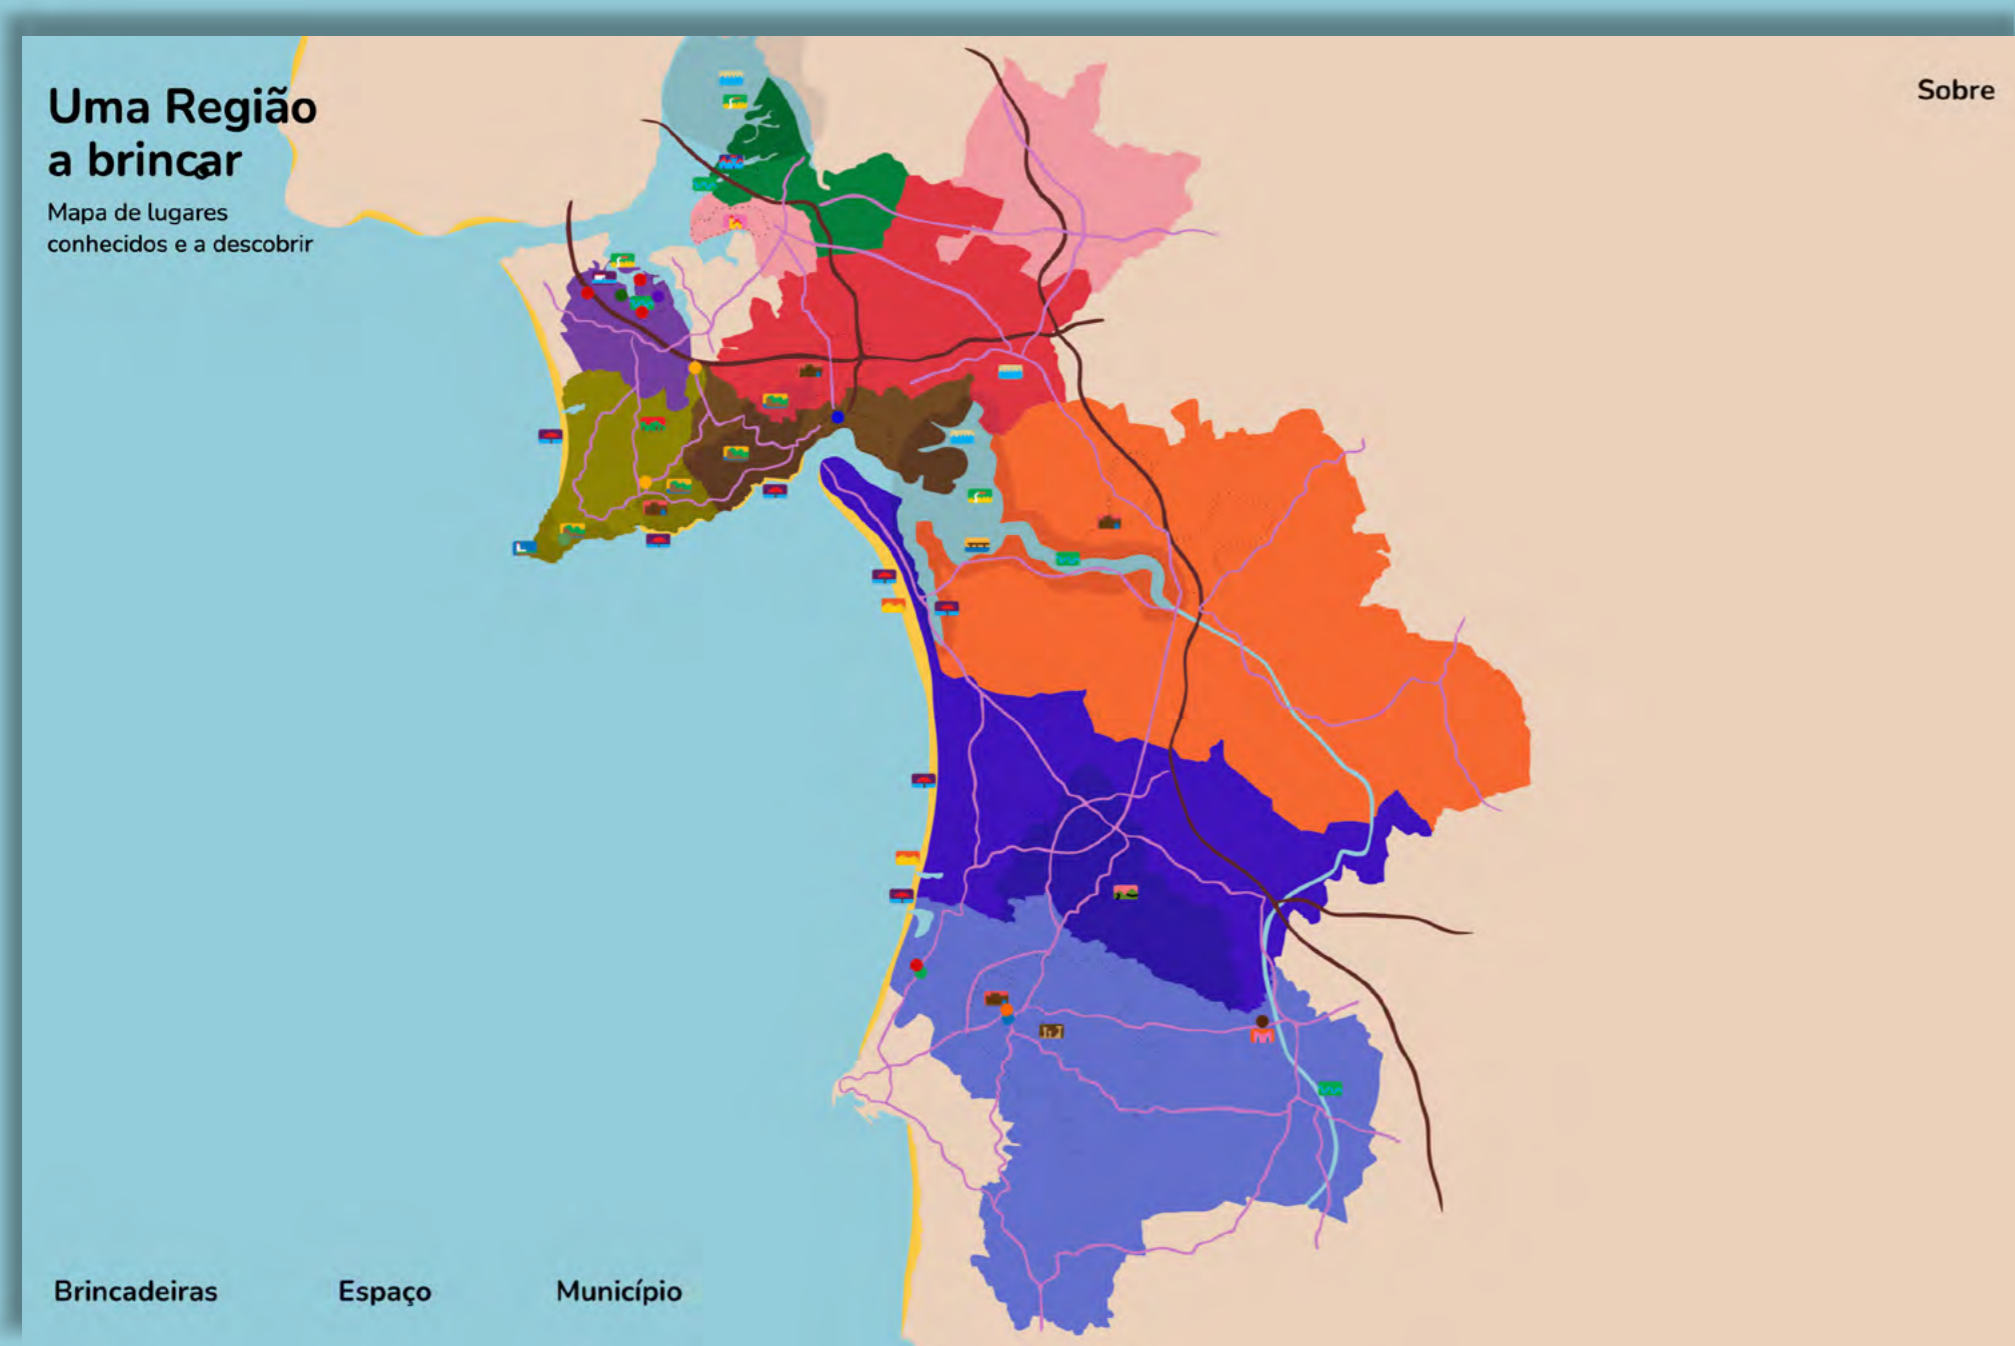 Uma Região
a brincar
Mapa de lugares
conhecidos e a descobrir
Sobre
Brincadeiras
Espaço
Município